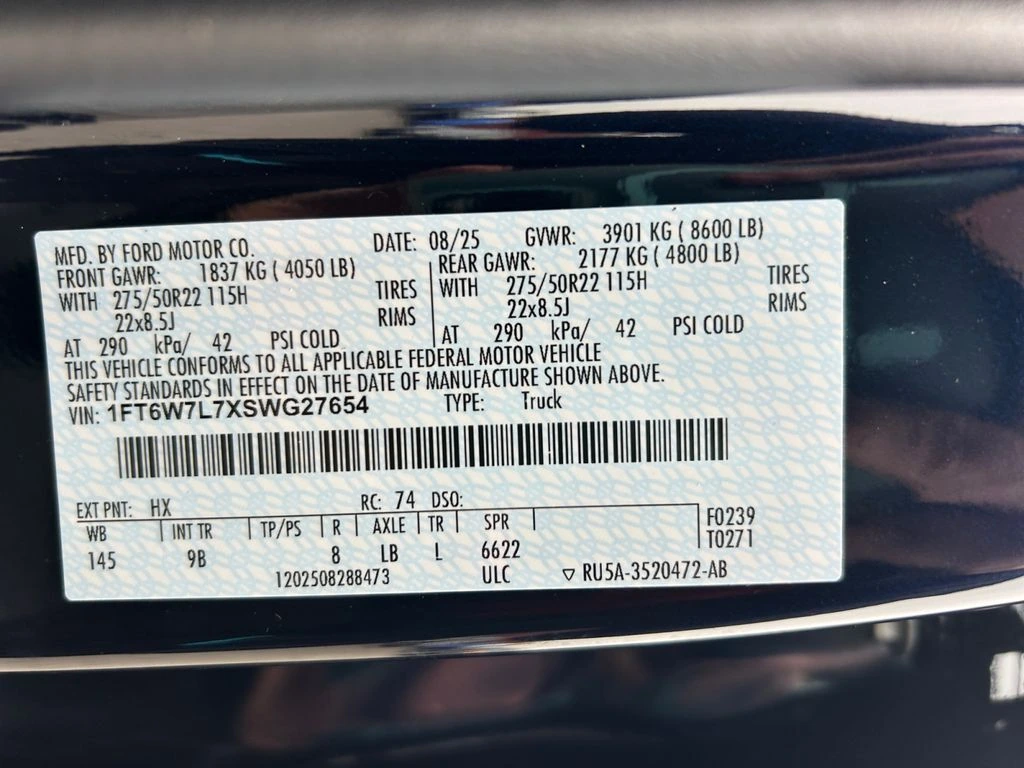 MFD. BY FORD MOTOR CO. DATE: 08/25 GVWR: 3901 KG ( 8600 LB)
FRONT GAWR: 1837 KG ( 4050 LB) REAR GAWR: 2177 KG ( 4800 LB)
WITH 275/50R22 115H TIRES WITH 275/50R22 115H TIRES
22x8.5J RIMS 22x8.5J RIMS
AT 290 kPa/ 42 PSI COLD AT 290 kPa/ 42 PSI COLD
THIS VEHICLE CONFORMS TO ALL APPLICABLE FEDERAL MOTOR VEHICLE
SAFETY STANDARDS IN EFFECT ON THE DATE OF MANUFACTURE SHOWN ABOVE.
VIN: 1FT6W7L7XSWG27654 TYPE: Truck
EXT PNT: HX RC: 74 DSO:
WB INT TR TP/PS R AXLE TR SPR F0239
145 9B 8 LB L 6622 T0271
1202508288473 ULC ▽ RU5A-3520472-AB